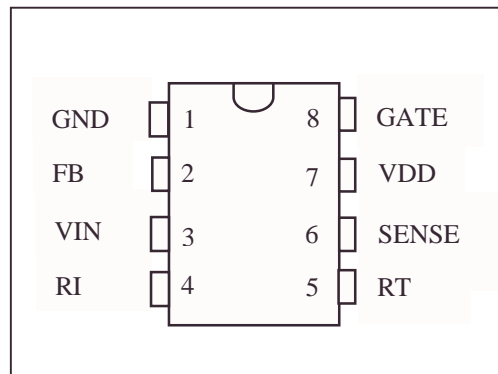 GND 1 8 GATE
FB 2 7 VDD
VIN 3 6 SENSE
RI 4 5 RT